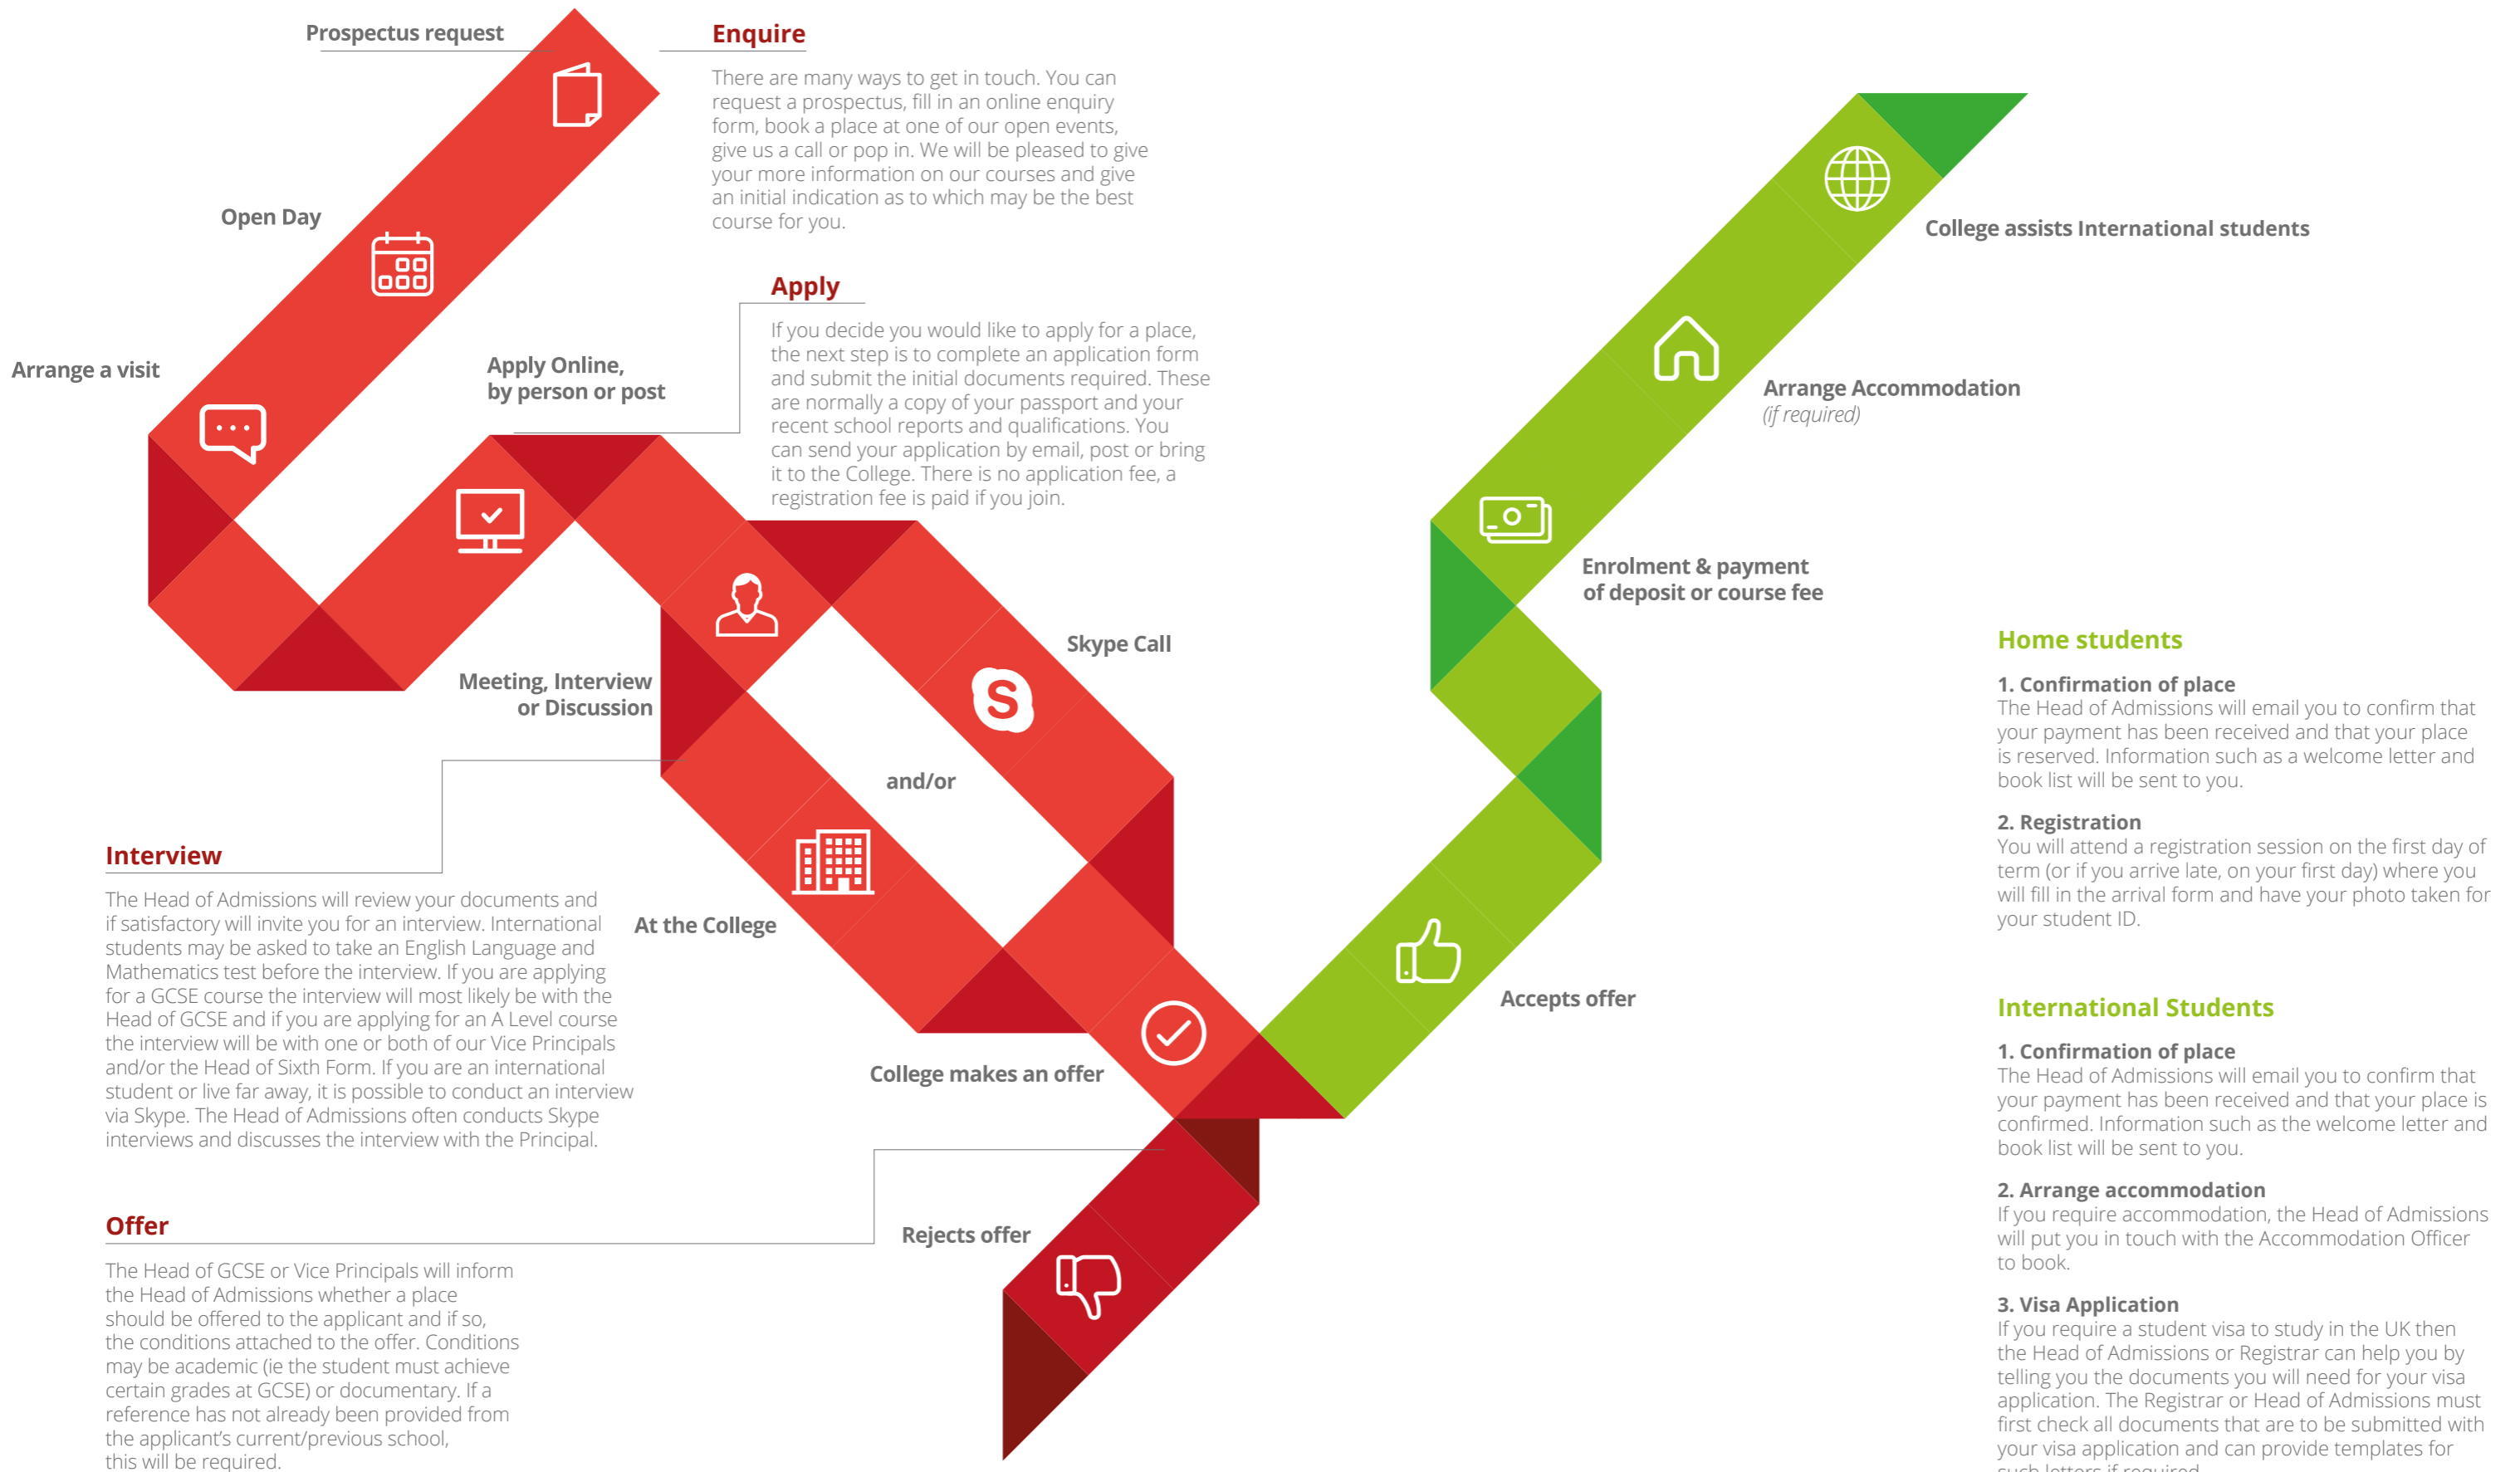 Prospectus request
Enquire
There are many ways to get in touch. You can
request a prospectus, fill in an online enquiry
form, book a place at one of our open events,
give us a call or pop in. We will be pleased to give
your more information on our courses and give
an initial indication as to which may be the best
course for you.
Open Day
Arrange a visit
Apply Online,
by person or post
Apply
If you decide you would like to apply for a place,
the next step is to complete an application form
and submit the initial documents required. These
are normally a copy of your passport and your
recent school reports and qualifications. You
can send your application by email, post or bring
it to the College. There is no application fee, a
registration fee is paid if you join.
Meeting, Interview
or Discussion
Skype Call
S
and/or
At the College
Interview
The Head of Admissions will review your documents and
if satisfactory will invite you for an interview. International
students may be asked to take an English Language and
Mathematics test before the interview. If you are applying
for a GCSE course the interview will most likely be with the
Head of GCSE and if you are applying for an A Level course
the interview will be with one or both of our Vice Principals
and/or the Head of Sixth Form. If you are an international
student or live far away, it is possible to conduct an interview
via Skype. The Head of Admissions often conducts Skype
interviews and discusses the interview with the Principal.
College makes an offer
Offer
The Head of GCSE or Vice Principals will inform
the Head of Admissions whether a place
should be offered to the applicant and if so,
the conditions attached to the offer. Conditions
may be academic (ie the student must achieve
certain grades at GCSE) or documentary. If a
reference has not already been provided from
the applicant's current/previous school,
this will be required.
Rejects offer
Accepts offer
Enrolment & payment
of deposit or course fee
Arrange Accommodation
(if required)
College assists International students
Home students
1. Confirmation of place
The Head of Admissions will email you to confirm that
your payment has been received and that your place
is reserved. Information such as a welcome letter and
book list will be sent to you.
2. Registration
You will attend a registration session on the first day of
term (or if you arrive late, on your first day) where you
will fill in the arrival form and have your photo taken for
your student ID.
International Students
1. Confirmation of place
The Head of Admissions will email you to confirm that
your payment has been received and that your place is
confirmed. Information such as the welcome letter and
book list will be sent to you.
2. Arrange accommodation
If you require accommodation, the Head of Admissions
will put you in touch with the Accommodation Officer
to book.
3. Visa Application
If you require a student visa to study in the UK then
the Head of Admissions or Registrar can help you by
telling you the documents you will need for your visa
application. The Registrar or Head of Admissions must
first check all documents that are to be submitted with
your visa application and can provide templates for
such letters if required